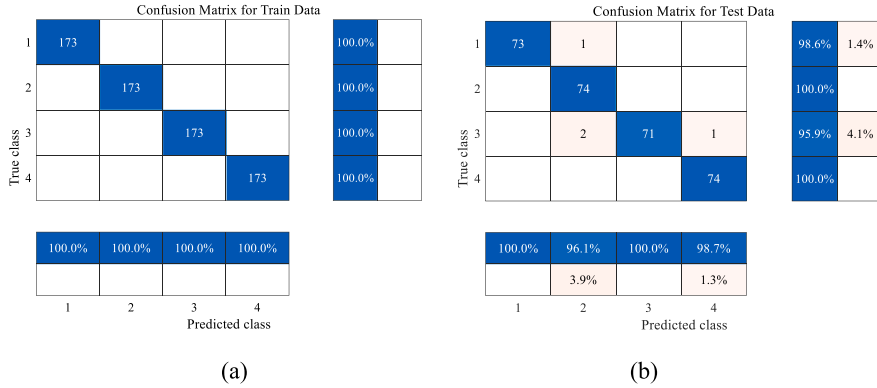 Confusion Matrix for Train Data
1 173 100.0%
2 173 100.0%
3 173 100.0%
4 173 100.0%
True class
100.0% 100.0% 100.0% 100.0%
1 2 3 4
Predicted class
(a)
Confusion Matrix for Test Data
1 73 1 98.6% 1.4%
2 74 100.0%
3 2 71 1 95.9% 4.1%
4 74 100.0%
True class
100.0% 96.1% 100.0% 98.7%
3.9% 1.3%
1 2 3 4
Predicted class
(b)